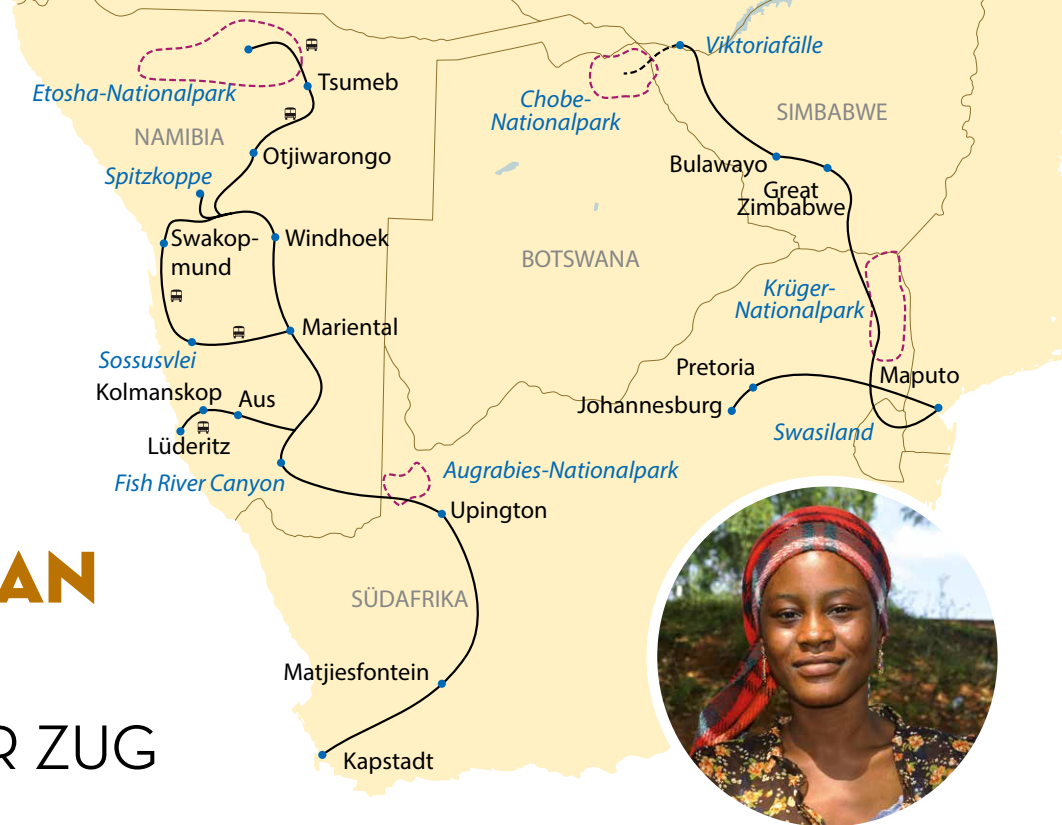 Viktoriafälle
Tsumeb
Etosha-Nationalpark
Chobe-
Nationalpark
SIMBABWE
NAMIBIA
Otjiwarongo
Bulawayo
Spitzkoppe
Great
Zimbabwe
Swakop-
mund
Windhoek
BOTSWANA
Krüger-
Nationalpark
Mariental
Sossusvlei
Pretoria
Maputo
Kolmanskop
Aus
Johannesburg
Lüderitz
Swasiland
Fish River Canyon
Augrabies-Nationalpark
Upington
AN
SÜDAFRIKA
Matjiesfontein
R ZUG
Kapstadt